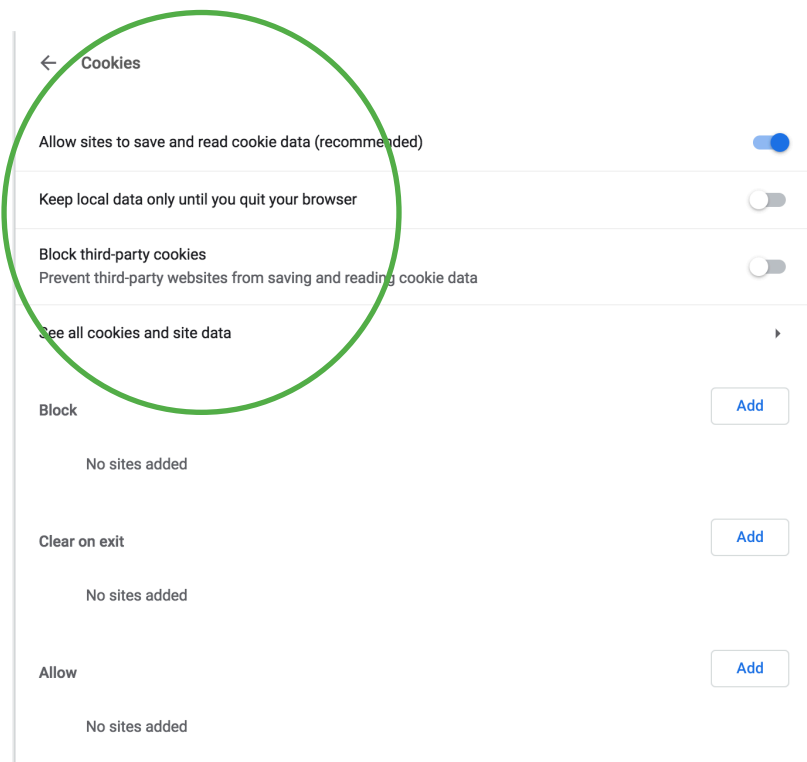 Cookies
Allow sites to save and read cookie data (recommended)
Keep local data only until you quit your browser
Block third-party cookies
Prevent third-party websites from saving and reading cookie data
See all cookies and site data
Block
Add
No sites added
Clear on exit
Add
No sites added
Allow
Add
No sites added